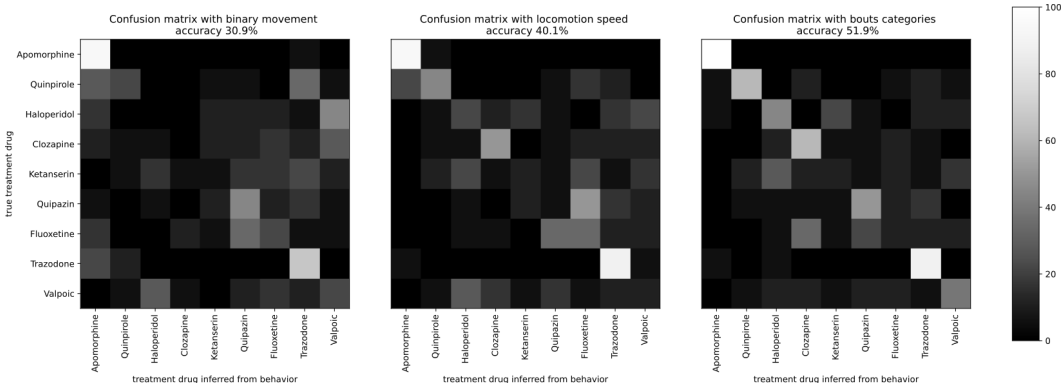 Confusion matrix with binary movement
accuracy 30.9%
Confusion matrix with locomotion speed
accuracy 40.1%
Confusion matrix with bouts categories
accuracy 51.9%
true treatment drug
Apomorphine
Quinpirole
Haloperidol
Clozapine
Ketanserin
Quipazin
Fluoxetine
Trazodone
Valpoic
Apomorphine
Quinpirole
Haloperidol
Clozapine
Ketanserin
Quipazin
Fluoxetine
Trazodone
Valpoic
treatment drug inferred from behavior
Apomorphine
Quinpirole
Haloperidol
Clozapine
Ketanserin
Quipazin
Fluoxetine
Trazodone
Valpoic
treatment drug inferred from behavior
Apomorphine
Quinpirole
Haloperidol
Clozapine
Ketanserin
Quipazin
Fluoxetine
Trazodone
Valpoic
treatment drug inferred from behavior
100
80
60
40
20
0